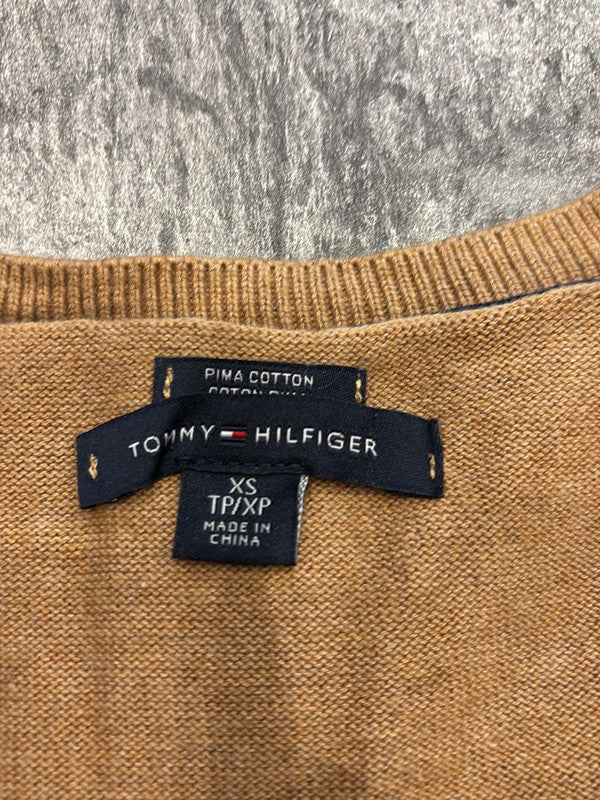 PIMA COTTON
TOMMY HILFIGER
XS
TP/XP
MADE IN
CHINA